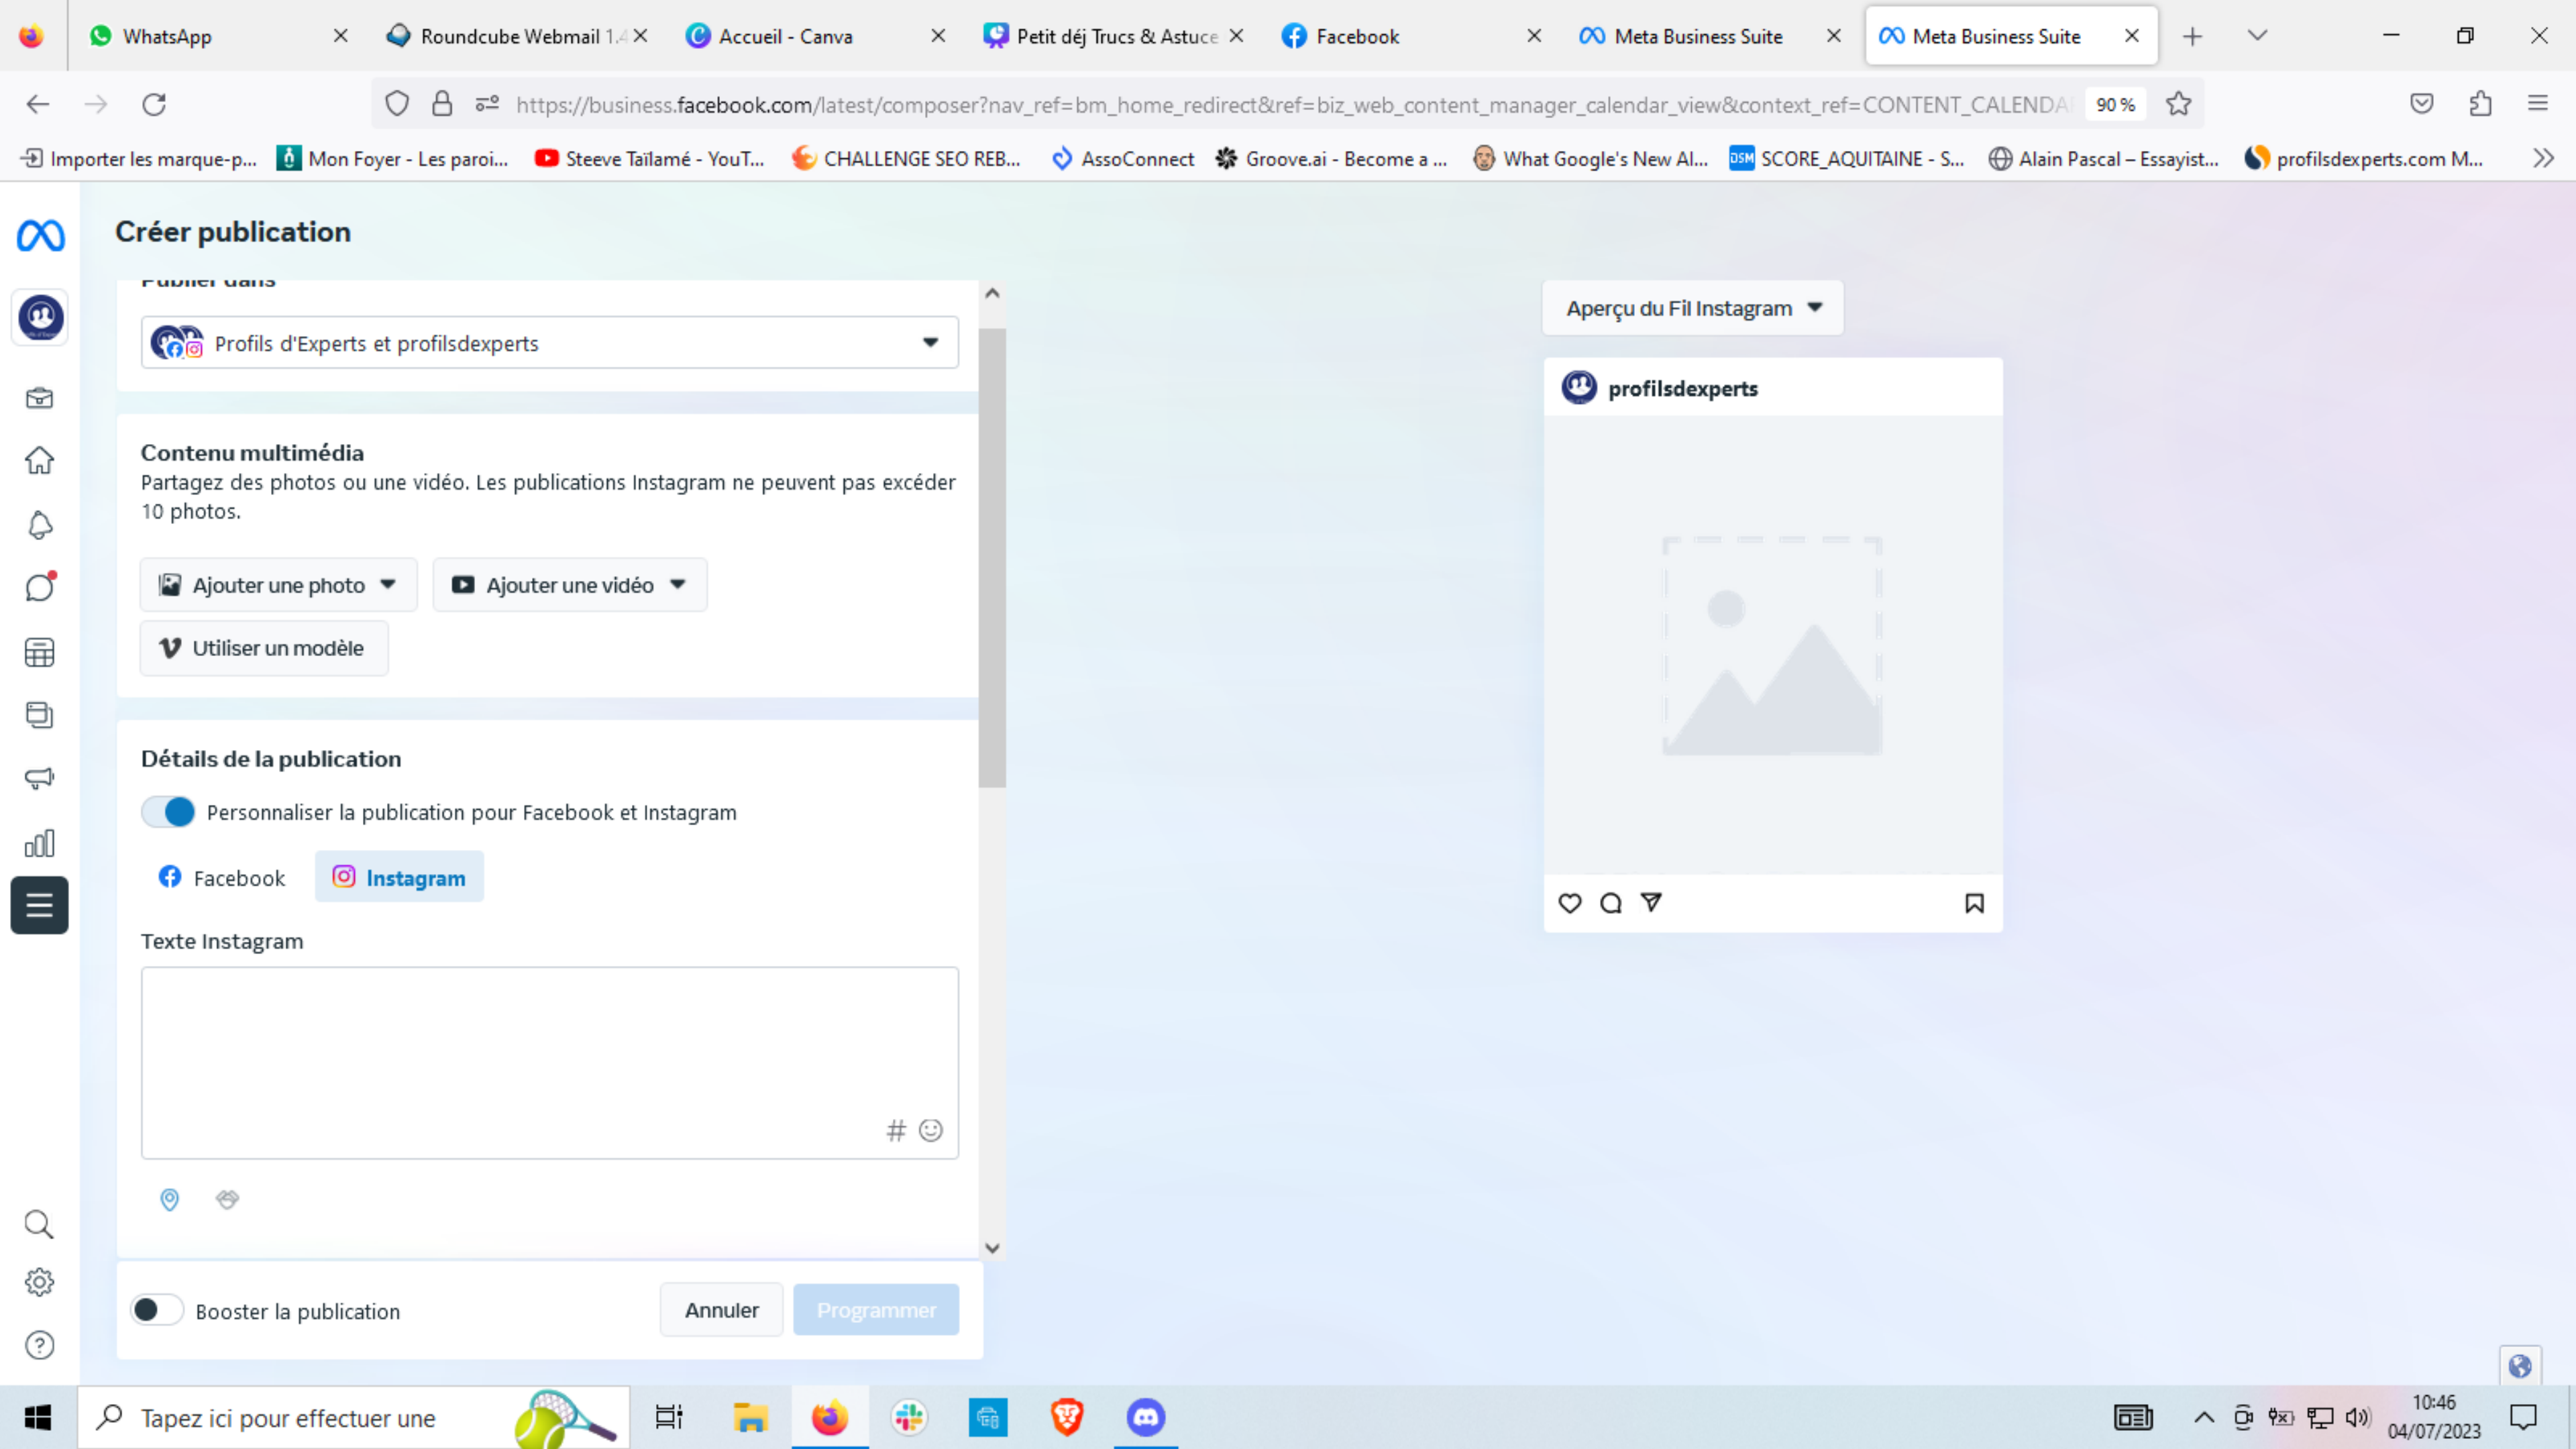 WhatsApp
Roundcube Webmail 1.4
Accueil - Canva
Petit déj Trucs & Astuce
Facebook
Meta Business Suite
Meta Business Suite
https://business.facebook.com/latest/composer?nav_ref=bm_home_redirect&ref=biz_web_content_manager_calendar_view&context_ref=CONTENT_CALENDA
90 %
Importer les marque-p...
Mon Foyer - Les paroi...
Steeve Taïlamé - YouT...
CHALLENGE SEO REB...
AssoConnect
Groove.ai - Become a ...
What Google's New AI...
DSM
SCORE_AQUITAINE - S...
Alain Pascal – Essayist...
profilsdexperts.com M...
Créer publication
Publier dans
Profils d'Experts et profilsdexperts
Contenu multimédia
Partagez des photos ou une vidéo. Les publications Instagram ne peuvent pas excéder
10 photos.
Ajouter une photo
Ajouter une vidéo
Utiliser un modèle
Détails de la publication
Personnaliser la publication pour Facebook et Instagram
Facebook
Instagram
Texte Instagram
#
Booster la publication
Annuler
Programmer
Aperçu du Fil Instagram
profilsdexperts
Tapez ici pour effectuer une
10:46
04/07/2023